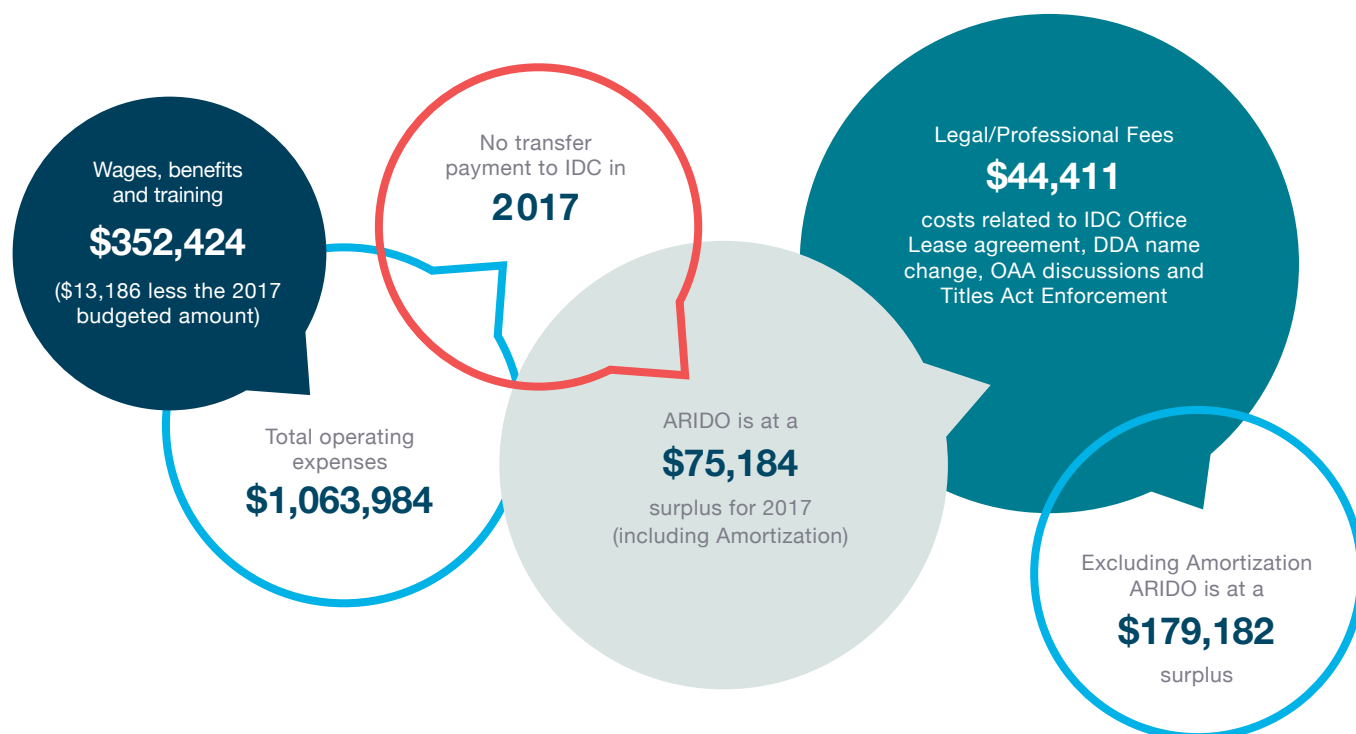 Wages, benefits
and training
$352,424
($13,186 less the 2017
budgeted amount)
No transfer
payment to IDC in
2017
Legal/Professional Fees
$44,411
costs related to IDC Office
Lease agreement, DDA name
change, OAA discussions and
Titles Act Enforcement
Total operating
expenses
$1,063,984
ARIDO is at a
$75,184
surplus for 2017
(including Amortization)
Excluding Amortization
ARIDO is at a
$179,182
surplus